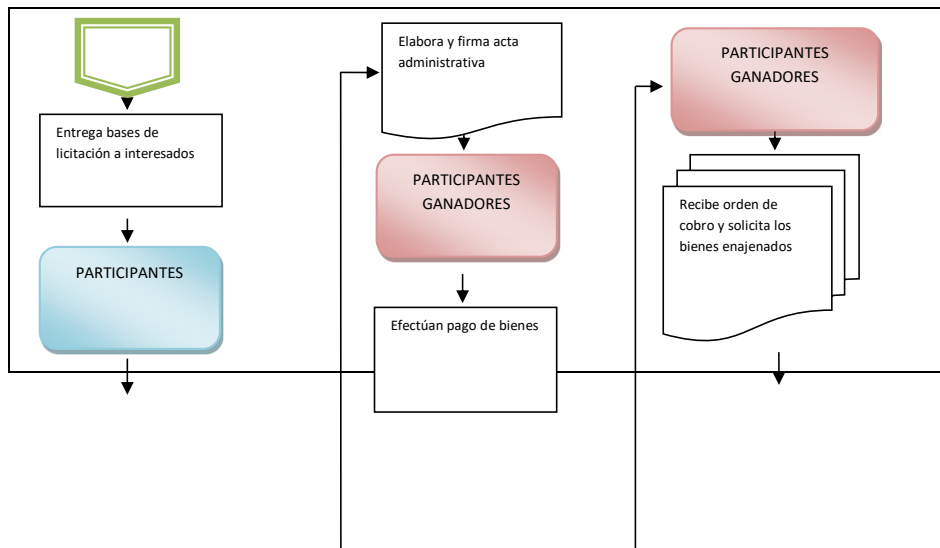 Entrega bases de
licitación a interesados
PARTICIPANTES
Elabora y firma acta
administrativa
PARTICIPANTES
GANADORES
Efectúan pago de bienes
PARTICIPANTES
GANADORES
Recibe orden de
cobro y solicita los
bienes enajenados